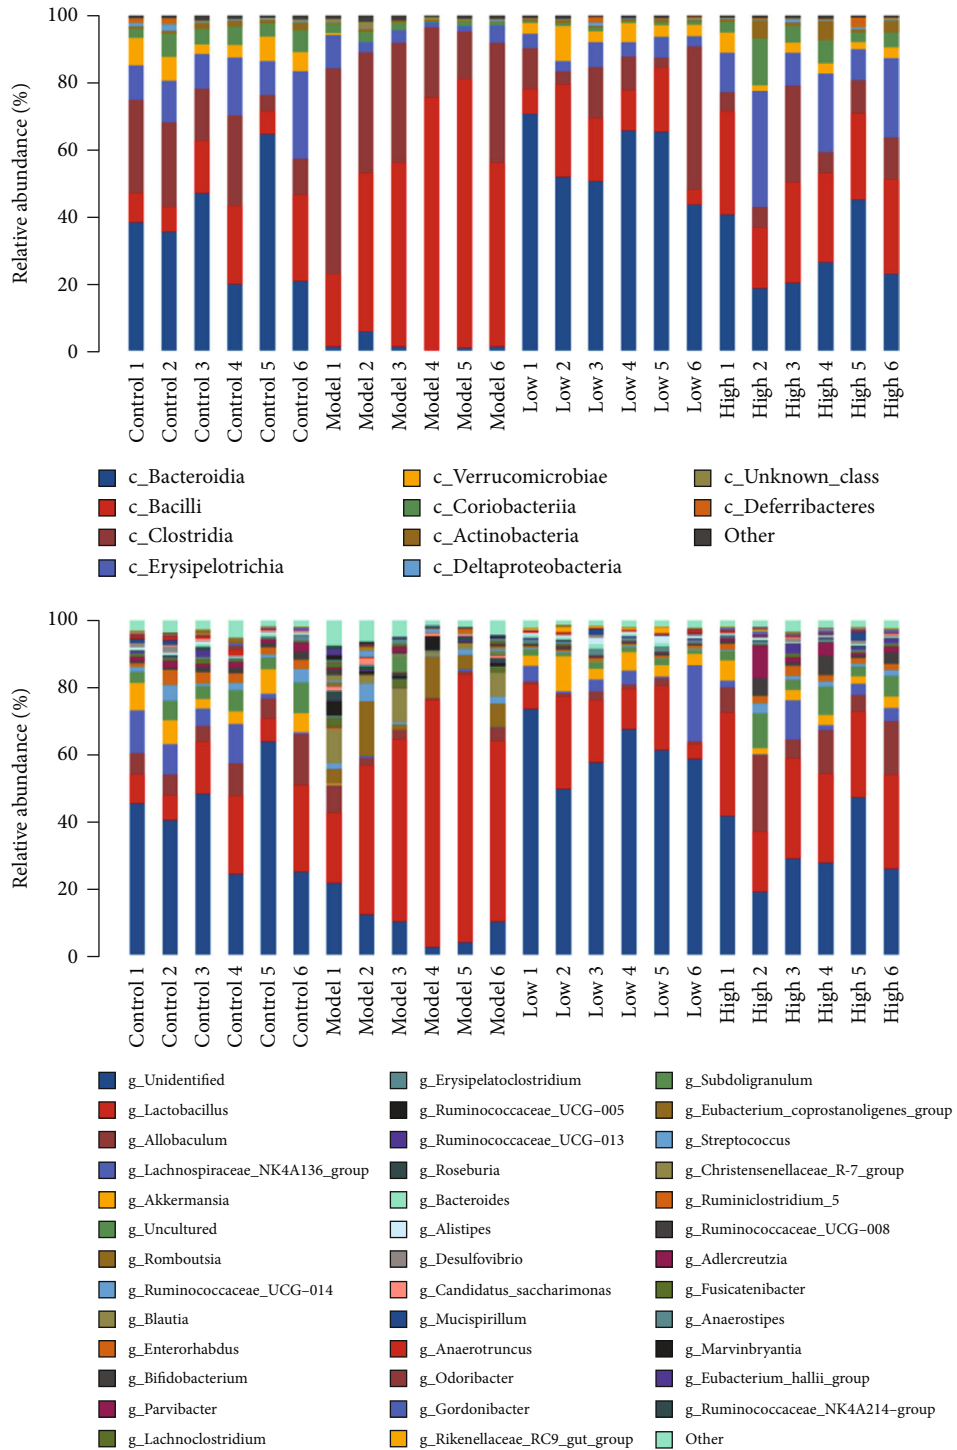 Relative abundance (%)
100
80
60
40
20
0
Control 1
Control 2
Control 3
Control 4
Control 5
Control 6
Model 1
Model 2
Model 3
Model 4
Model 5
Model 6
Low 1
Low 2
Low 3
Low 4
Low 5
Low 6
High 1
High 2
High 3
High 4
High 5
High 6
c_Bacteroidia
c_Bacilli
c_Clostridia
c_Erysipelotrichia
c_Verrucomicrobiae
c_Coriobacteriia
c_Actinobacteria
c_Deltaproteobacteria
c_Unknown_class
c_Deferribacteres
Other
Relative abundance (%)
100
80
60
40
20
0
Control 1
Control 2
Control 3
Control 4
Control 5
Control 6
Model 1
Model 2
Model 3
Model 4
Model 5
Model 6
Low 1
Low 2
Low 3
Low 4
Low 5
Low 6
High 1
High 2
High 3
High 4
High 5
High 6
g_Unidentified
g_Lactobacillus
g_Allobaculum
g_Lachnospiraceae_NK4A136_group
g_Akkermansia
g_Uncultured
g_Romboutsia
g_Ruminococcaceae_UCG-014
g_Blautia
g_Enterorhabdus
g_Bifidobacterium
g_Parvibacter
g_Lachnoclostridium
g_Erysipelatoclostridium
g_Ruminococcaceae_UCG-005
g_Ruminococcaceae_UCG-013
g_Roseburia
g_Bacteroides
g_Alistipes
g_Desulfovibrio
g_Candidatus_saccharimonas
g_Mucispirillum
g_Anaerotruncus
g_Odoribacter
g_Gordonibacter
g_Rikenellaceae_RC9_gut_group
g_Subdoligranulum
g_Eubacterium_coprostanoligenes_group
g_Streptococcus
g_Christensenellaceae_R-7_group
g_Ruminiclostridium_5
g_Ruminococcaceae_UCG-008
g_Adlercreutzia
g_Fusicatenibacter
g_Anaerostipes
g_Marvinbryantia
g_Eubacterium_hallii_group
g_Ruminococcaceae_NK4A214-group
Other